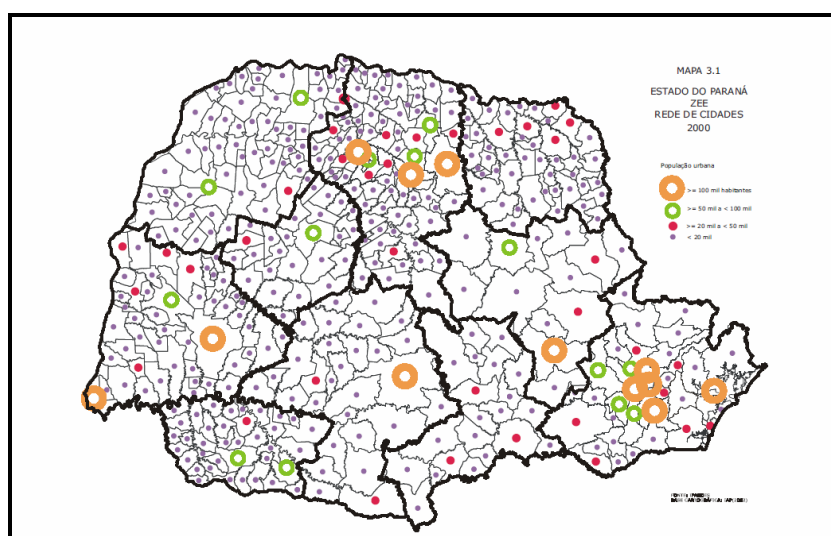 MAPA 3.1
ESTADO DO PARANÁ
ZEE
REDE DE CIDADES
2000
População urbana
>= 100 mil habitantes
>= 50 mil a < 100 mil
>= 20 mil a < 50 mil
< 20 mil